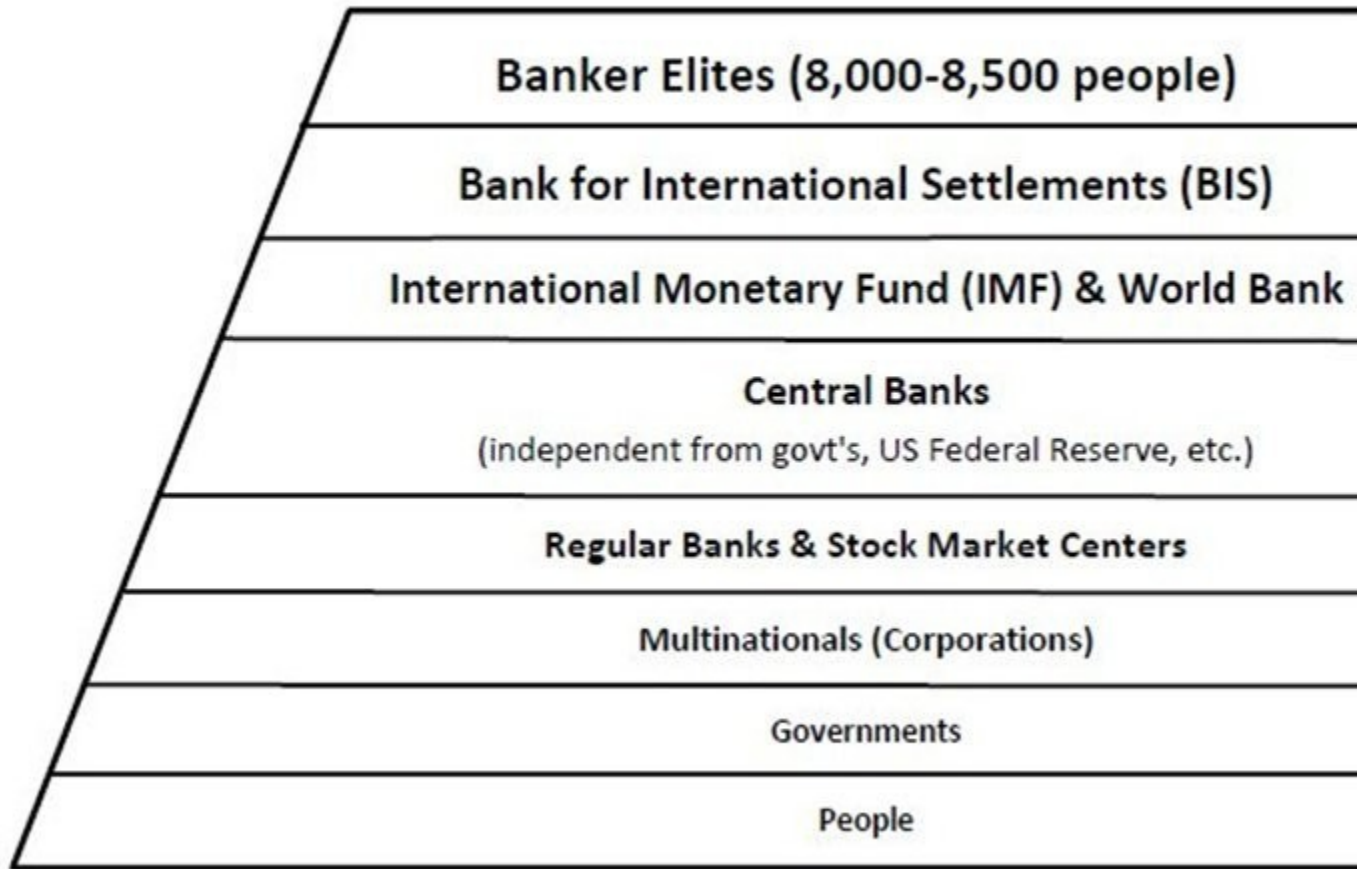 Banker Elites (8,000-8,500 people)
Bank for International Settlements (BIS)
International Monetary Fund (IMF) & World Bank
Central Banks
(independent from govt's, US Federal Reserve, etc.)
Regular Banks & Stock Market Centers
Multinationals (Corporations)
Governments
People